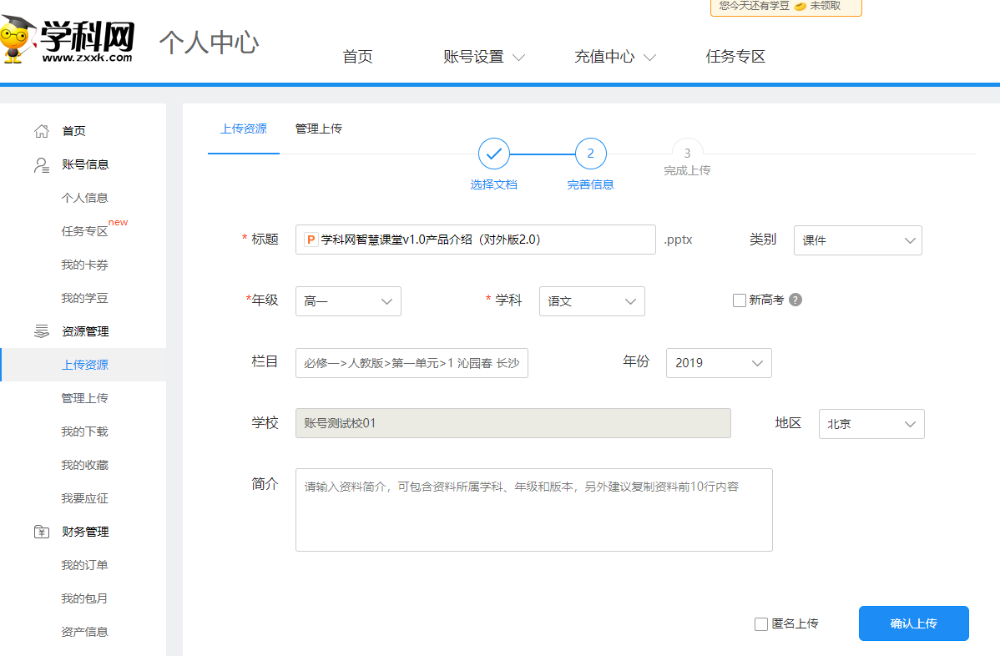 您今天还有学豆 未领取
学科网
www.zxxk.com
个人中心
首页 账号设置 充值中心 任务专区
首页
账号信息
个人信息
任务专区 new
我的卡券
我的学豆
资源管理
上传资源
管理上传
我的下载
我的收藏
我要应征
财务管理
我的订单
我的包月
资产信息
上传资源 管理上传
2 3
选择文档 完善信息 完成上传
* 标题 P 学科网智慧课堂v1.0产品介绍（对外版2.0） .pptx 类别 课件
*年级 高一 * 学科 语文 新高考 ?
栏目 必修一>人教版>第一单元>1 沁园春 长沙 年份 2019
学校 账号测试校01 地区 北京
简介 请输入资料简介，可包含资料所属学科、年级和版本，另外建议复制资料前10行内容
匿名上传 确认上传